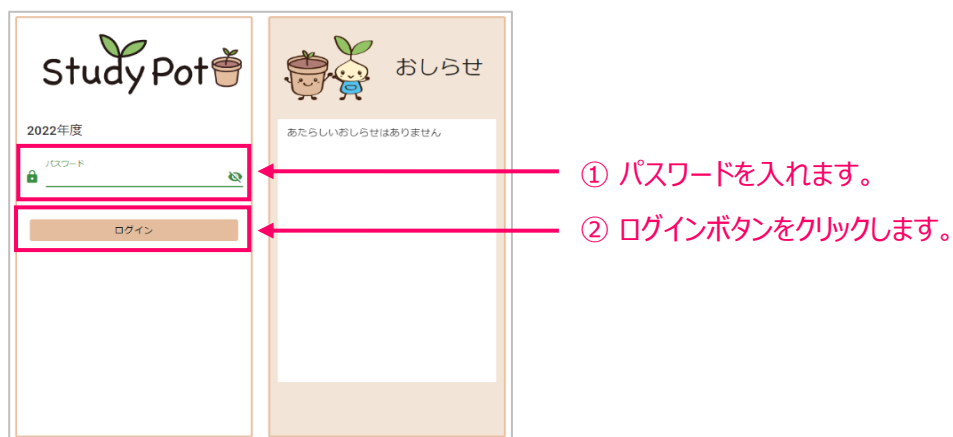 Study Pot
おしらせ
2022年度
あたらしいおしらせはありません
パスワード
ログイン
① パスワードを入れます。
② ログインボタンをクリックします。